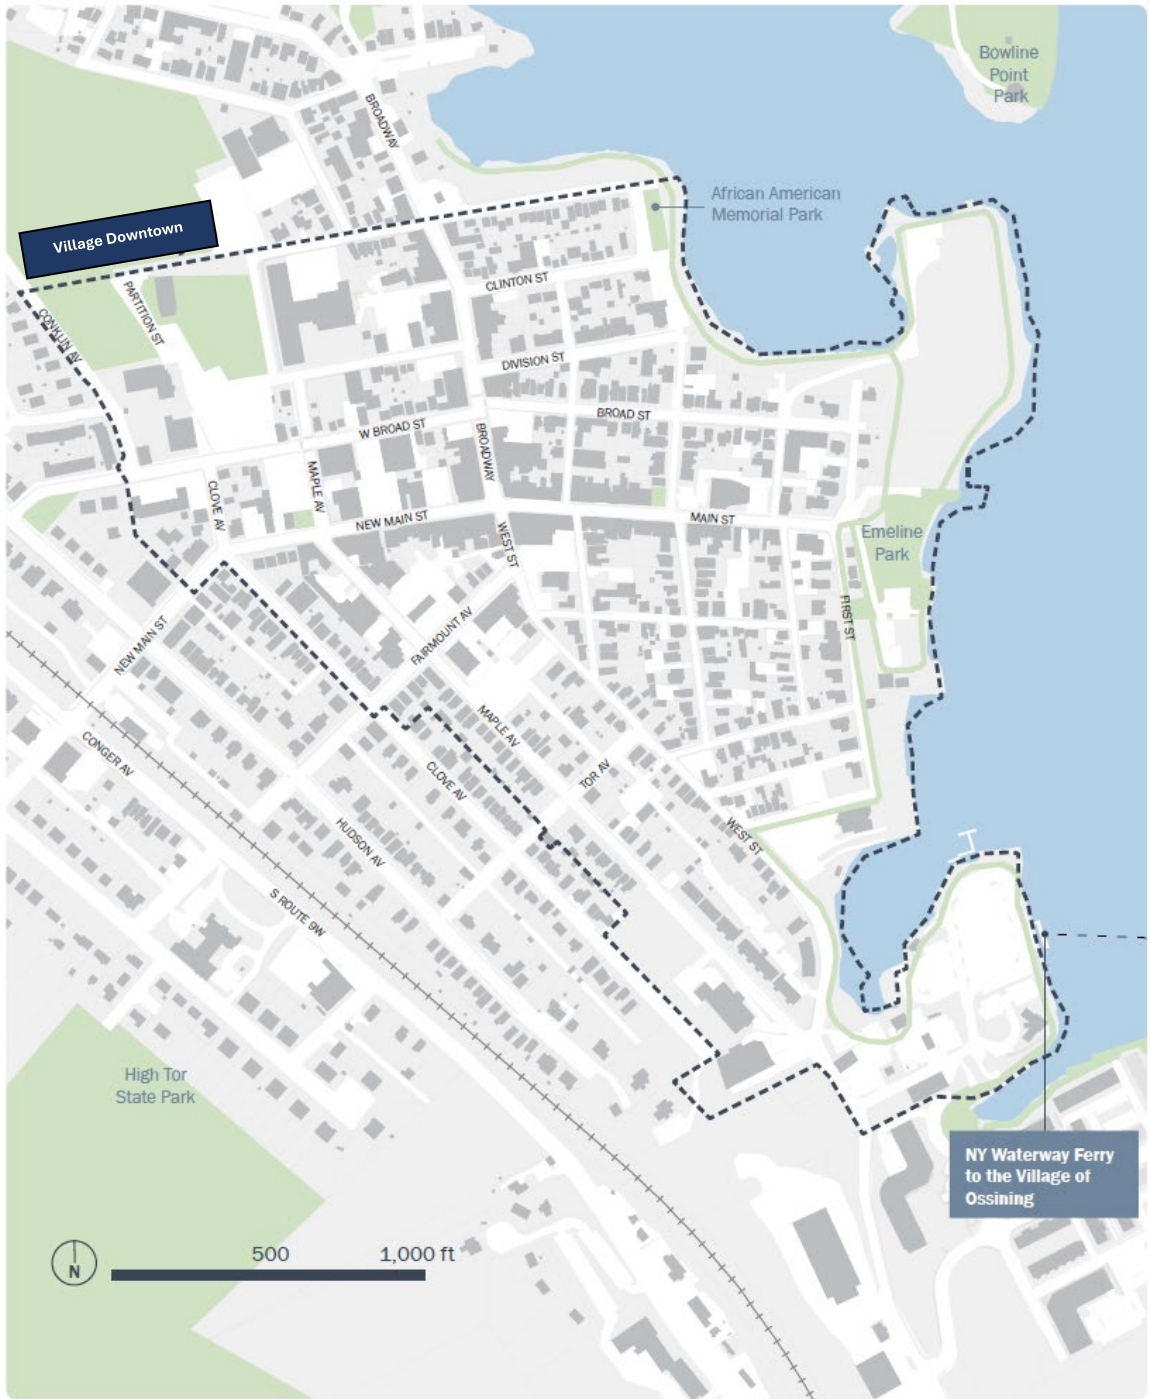 Bowline
Point
Park
BROADWAY
African American
Memorial Park
Village Downtown
CLINTON ST
PARTITION ST
CONKLIN AV
DIVISION ST
BROAD ST
W BROAD ST
BROADWAY
MAPLE AV
CLOVE AV
NEW MAIN ST
MAIN ST
WEST ST
Emeline
Park
FIRST ST
FAIRMOUNT AV
NEW MAIN ST
MAPLE AV
CONGER AV
CLOVE AV
TOR AV
HUDSON AV
WEST ST
S ROUTE 9W
High Tor
State Park
NY Waterway Ferry
to the Village of
Ossining
N
500
1,000 ft